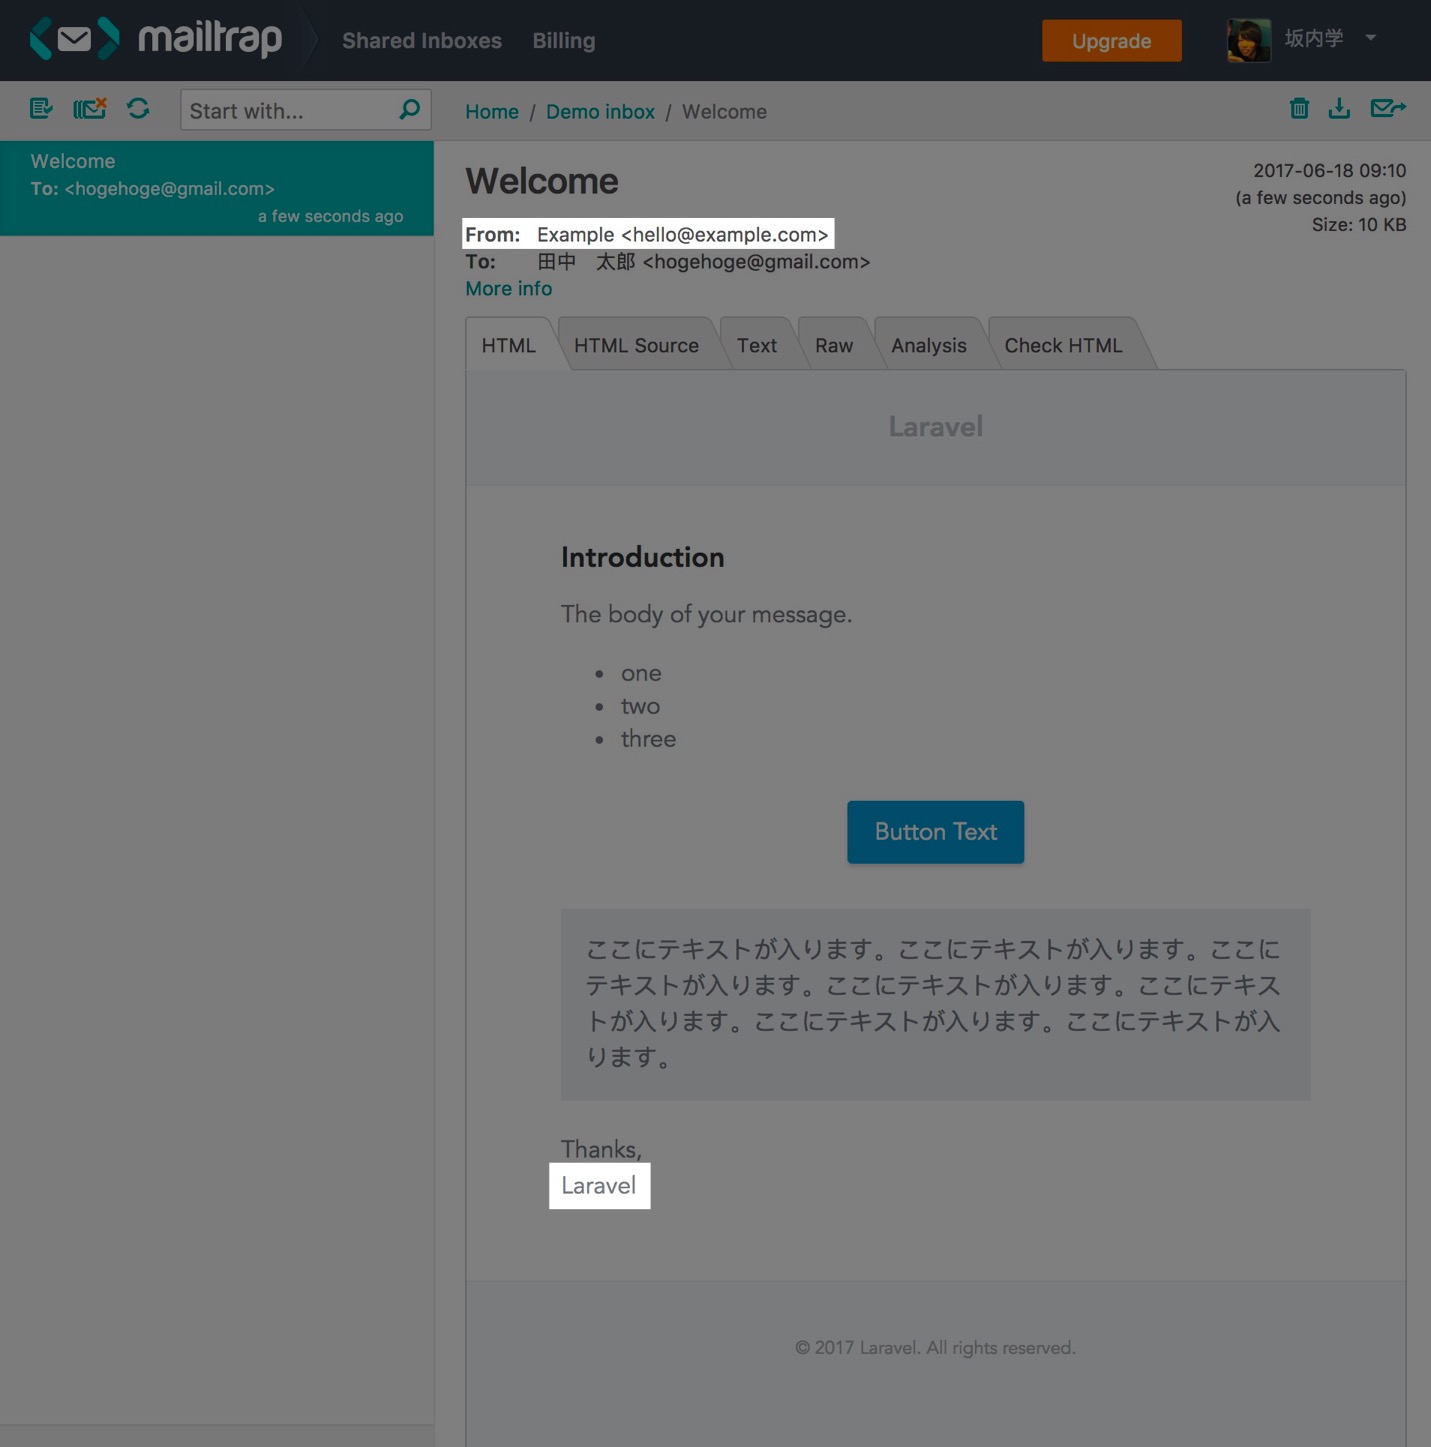 mailtrap
Shared Inboxes
Billing
Upgrade
坂内学
Start with...
Home / Demo inbox / Welcome
Welcome
To: <hogehoge@gmail.com>
a few seconds ago
Welcome
2017-06-18 09:10
(a few seconds ago)
Size: 10 KB
From: Example <hello@example.com>
To: 田中　太郎 <hogehoge@gmail.com>
More info
HTML
HTML Source
Text
Raw
Analysis
Check HTML
Laravel
Introduction
The body of your message.
• one
• two
• three
Button Text
ここにテキストが入ります。ここにテキストが入ります。ここに
テキストが入ります。ここにテキストが入ります。ここにテキス
トが入ります。ここにテキストが入ります。ここにテキストが入
ります。
Thanks,
Laravel
© 2017 Laravel. All rights reserved.